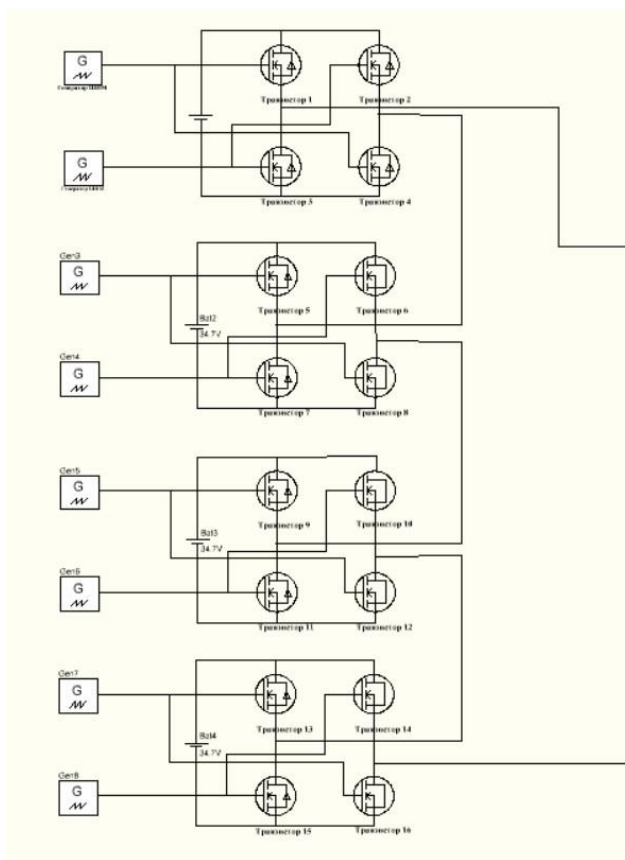 G
Транзистор 1
Транзистор 2
G
Транзистор 3
Транзистор 4
Gen3
G
Транзистор 5
Транзистор 6
Bat2
34.7V
Gen4
G
Транзистор 7
Транзистор 8
Gen5
G
Транзистор 9
Транзистор 10
Bat3
34.7V
Gen6
G
Транзистор 11
Транзистор 12
Gen7
G
Транзистор 13
Транзистор 14
Bat4
34.7V
Gen8
G
Транзистор 15
Транзистор 16